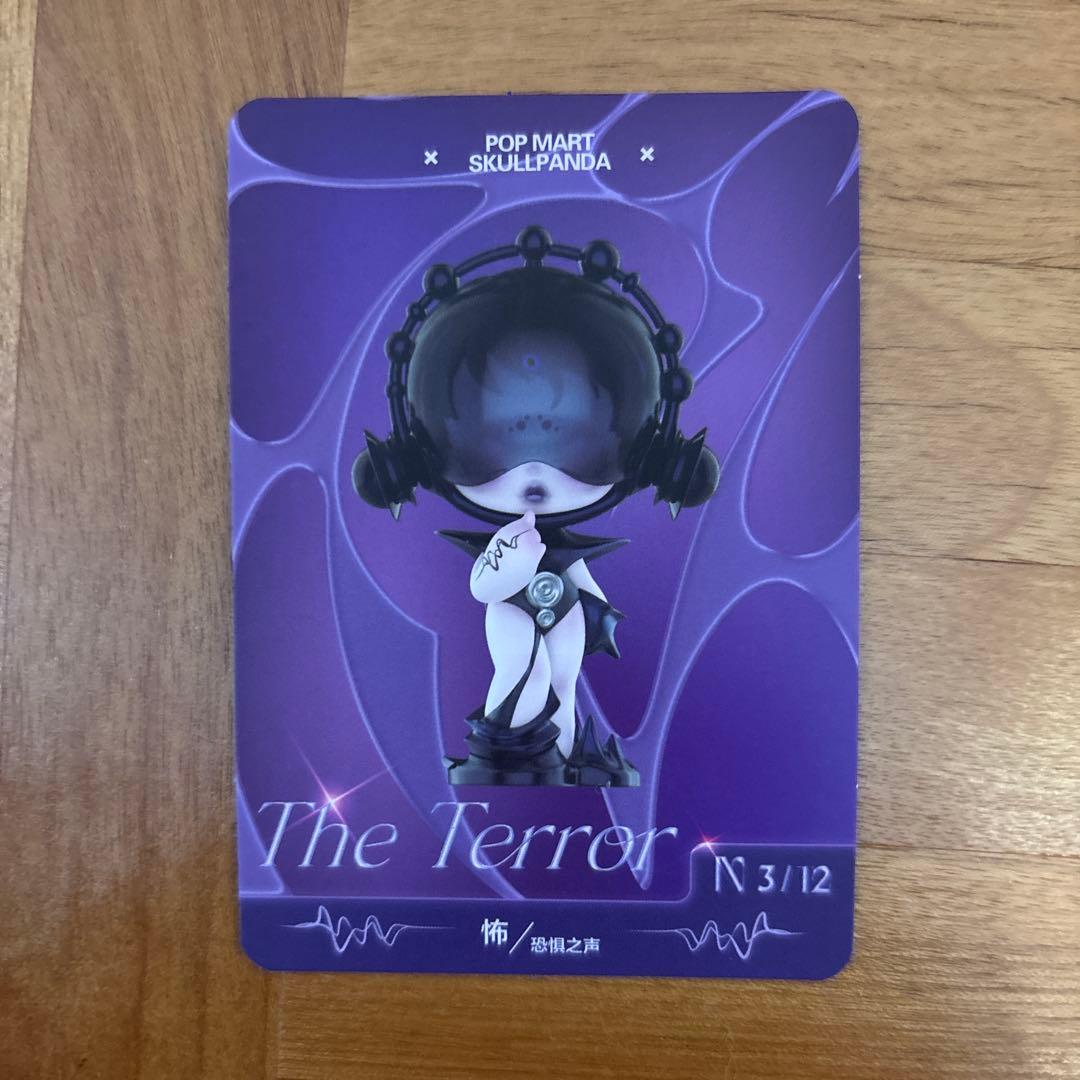 POP MART
SKULLPANDA
The Terror
N 3/12
怖/恐惧之声